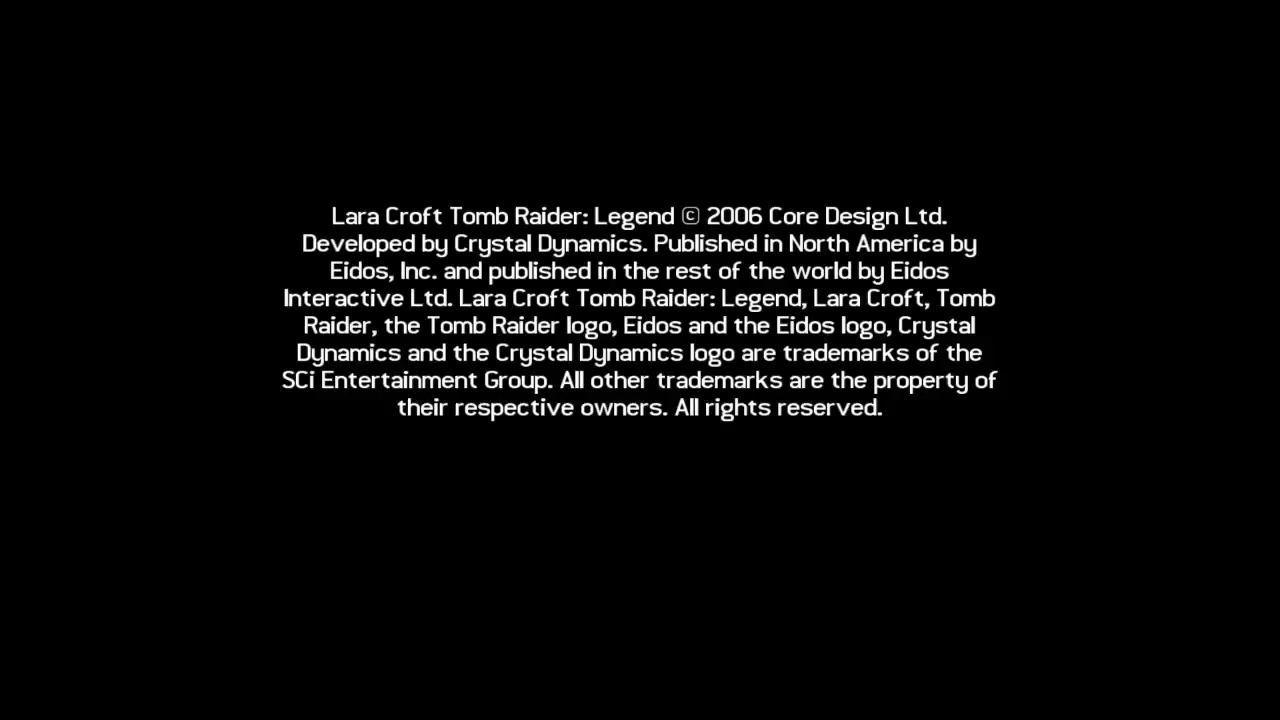 Lara Croft Tomb Raider: Legend © 2006 Core Design Ltd.
Developed by Crystal Dynamics. Published in North America by
Eidos, Inc. and published in the rest of the world by Eidos
Interactive Ltd. Lara Croft Tomb Raider: Legend, Lara Croft, Tomb
Raider, the Tomb Raider logo, Eidos and the Eidos logo, Crystal
Dynamics and the Crystal Dynamics logo are trademarks of the
SCi Entertainment Group. All other trademarks are the property of
their respective owners. All rights reserved.